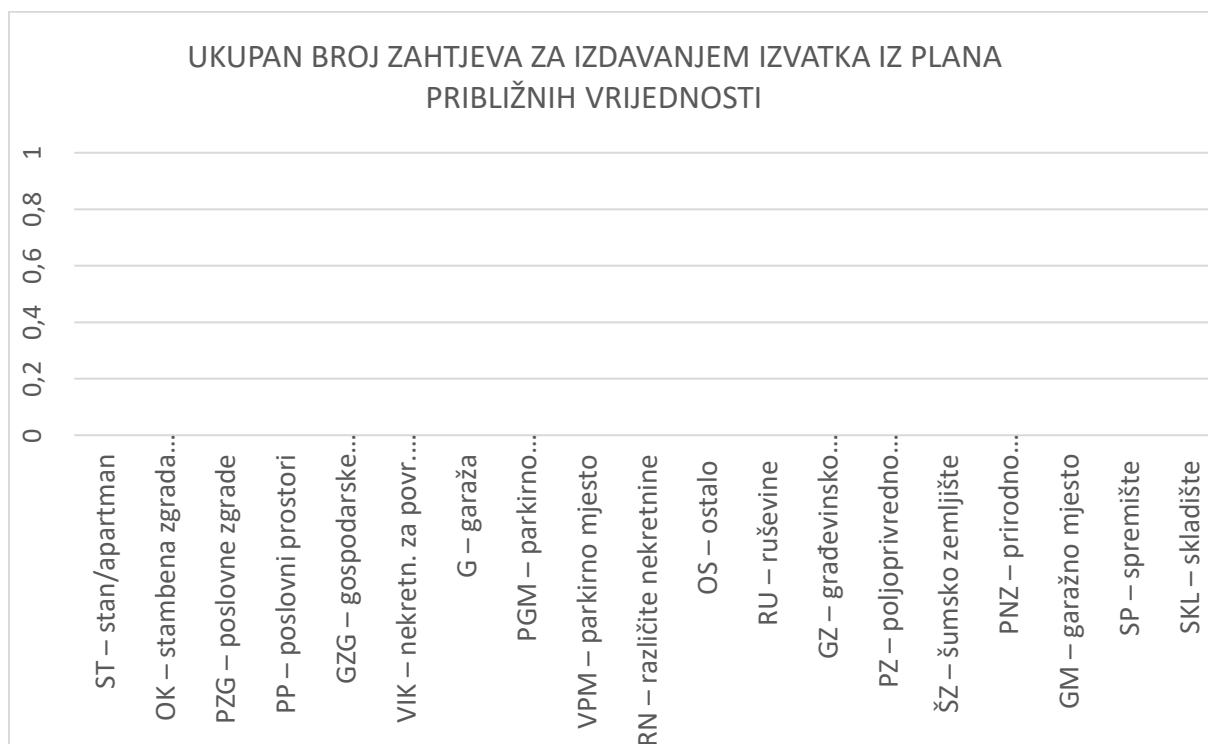 UKUPAN BROJ ZAHTJEVA ZA IZDAVANJEM IZVATKA IZ PLANA
PRIBLIŽNIH VRIJEDNOSTI
1
0,8
0,6
0,4
0,2
0
ST – stan/apartman
OK – stambena zgrada…
PZG – poslovne zgrade
PP – poslovni prostori
GZG – gospodarske…
VIK – nekretn. za povr.…
G – garaža
PGM – parkirno…
VPM – parkirno mjesto
RN – različite nekretnine
OS – ostalo
RU – ruševine
GZ – građevinsko…
PZ – poljoprivredno…
ŠZ – šumsko zemljište
PNZ – prirodno…
GM – garažno mjesto
SP – spremište
SKL – skladište